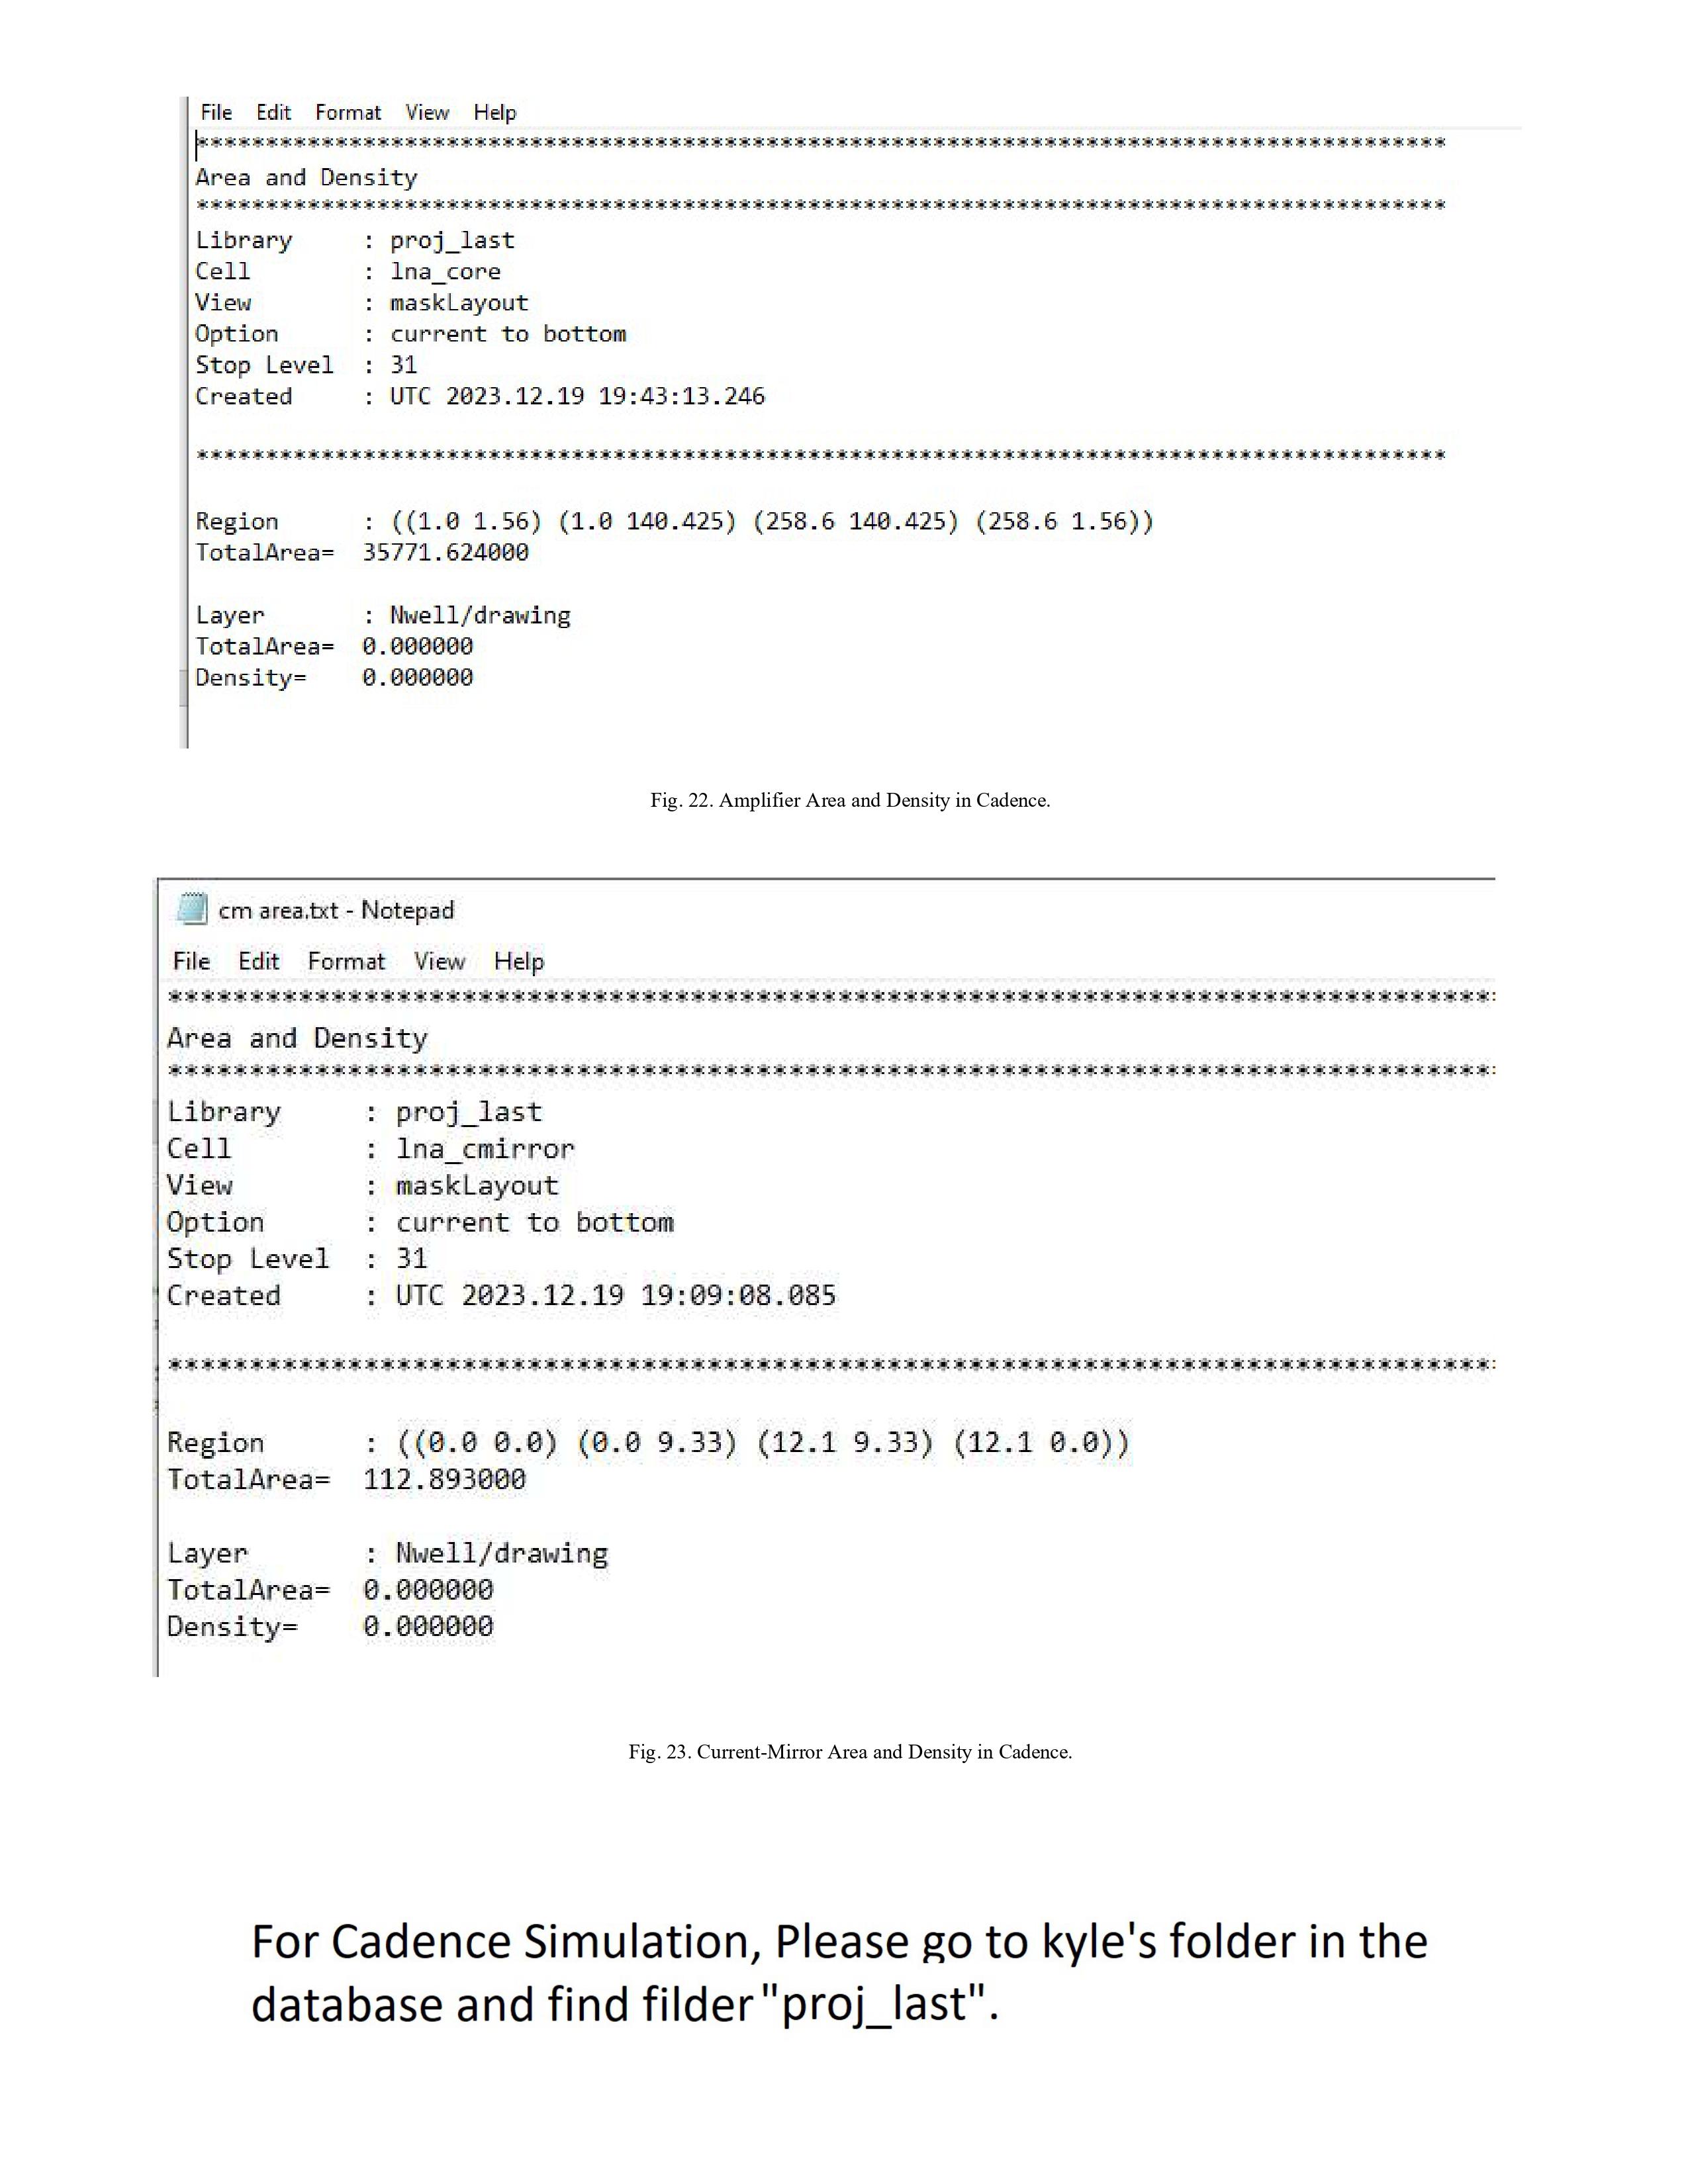 File Edit Format View Help
******************************************************************************************
Area and Density
******************************************************************************************
Library : proj_last
Cell : lna_core
View : maskLayout
Option : current to bottom
Stop Level : 31
Created : UTC 2023.12.19 19:43:13.246
******************************************************************************************
Region : ((1.0 1.56) (1.0 140.425) (258.6 140.425) (258.6 1.56))
TotalArea= 35771.624000
Layer : Nwell/drawing
TotalArea= 0.000000
Density= 0.000000
Fig. 22. Amplifier Area and Density in Cadence.
cm area.txt - Notepad
File Edit Format View Help
*********************************************************************************
Area and Density
*********************************************************************************
Library : proj_last
Cell : lna_cmirror
View : maskLayout
Option : current to bottom
Stop Level : 31
Created : UTC 2023.12.19 19:09:08.085
*********************************************************************************
Region : ((0.0 0.0) (0.0 9.33) (12.1 9.33) (12.1 0.0))
TotalArea= 112.893000
Layer : Nwell/drawing
TotalArea= 0.000000
Density= 0.000000
Fig. 23. Current-Mirror Area and Density in Cadence.
For Cadence Simulation, Please go to kyle's folder in the
database and find filder "proj_last".